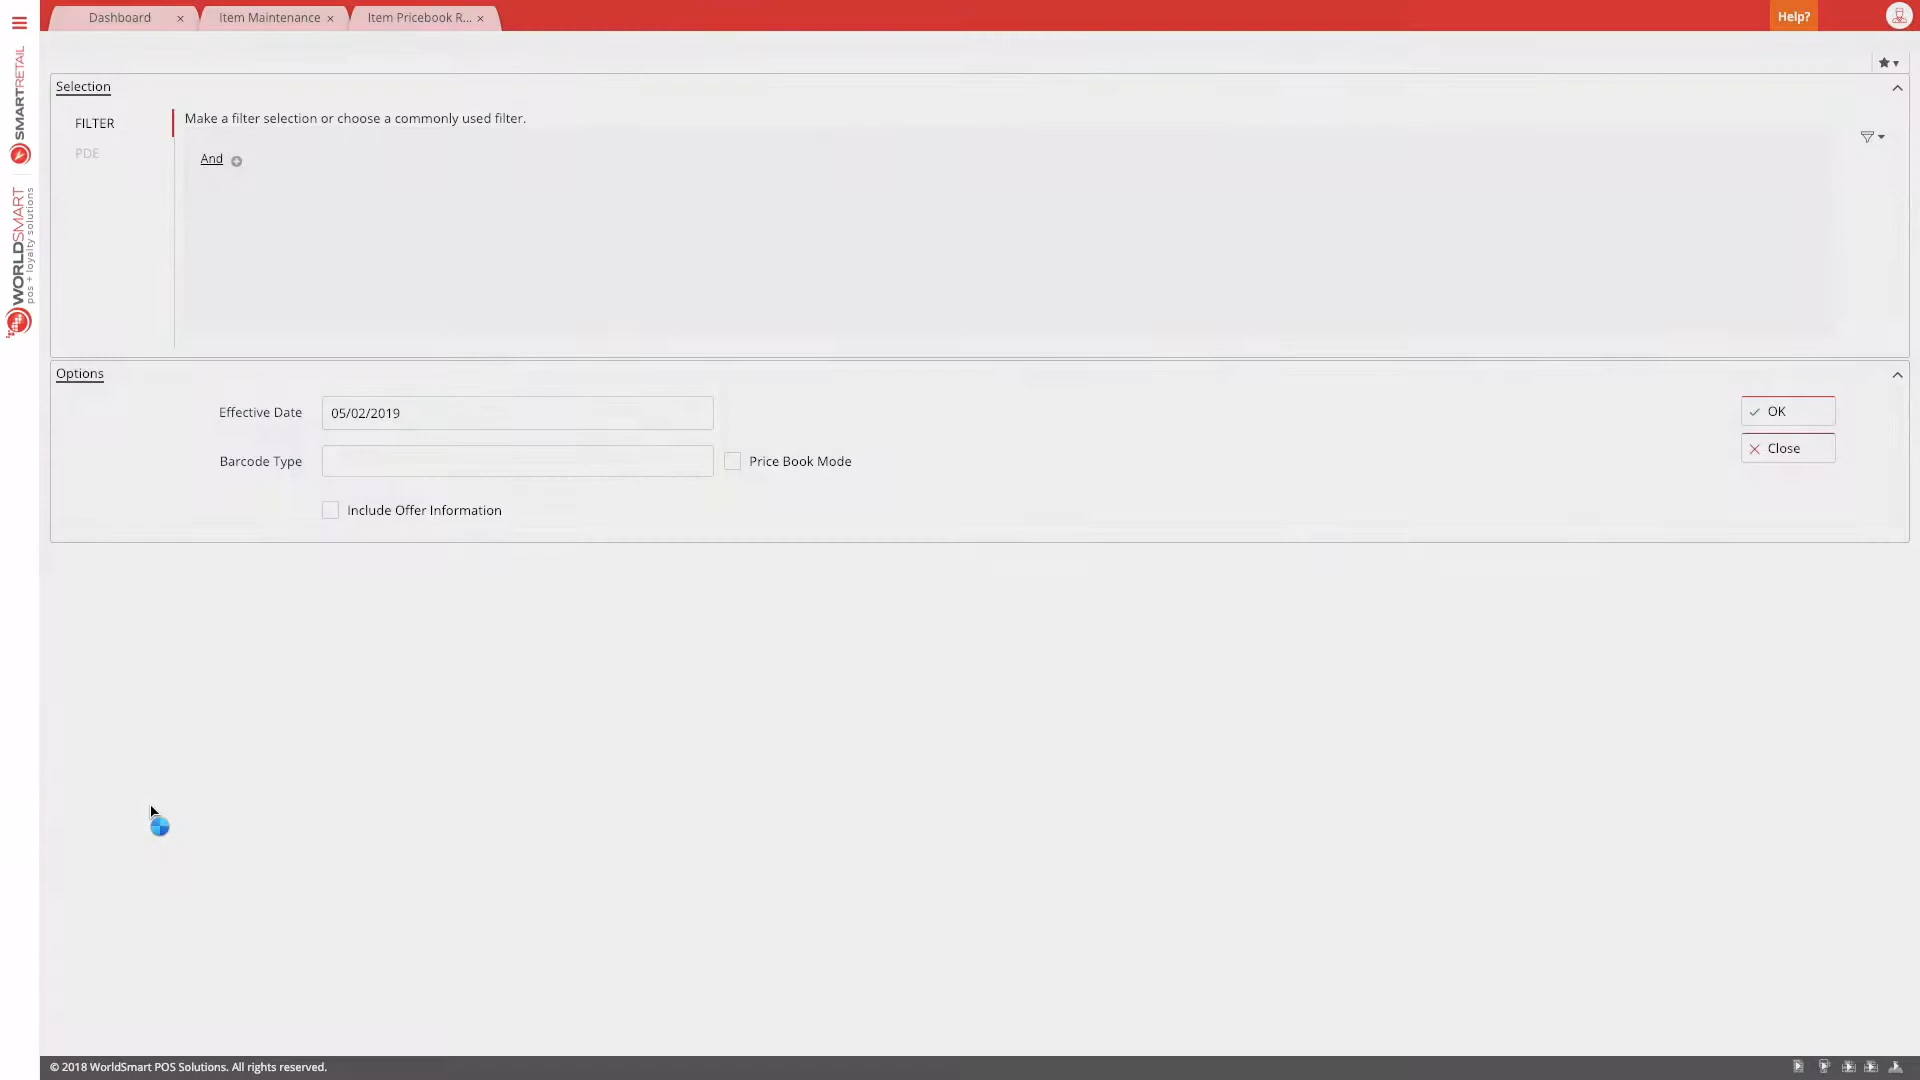 Dashboard × Item Maintenance × Item Pricebook R... ×
Help?
SMARTRETAIL
WORLDSMART
pos + loyalty solutions
Selection
FILTER
PDE
Make a filter selection or choose a commonly used filter.
And
Options
Effective Date 05/02/2019
OK
Close
Barcode Type
Price Book Mode
Include Offer Information
© 2018 WorldSmart POS Solutions. All rights reserved.